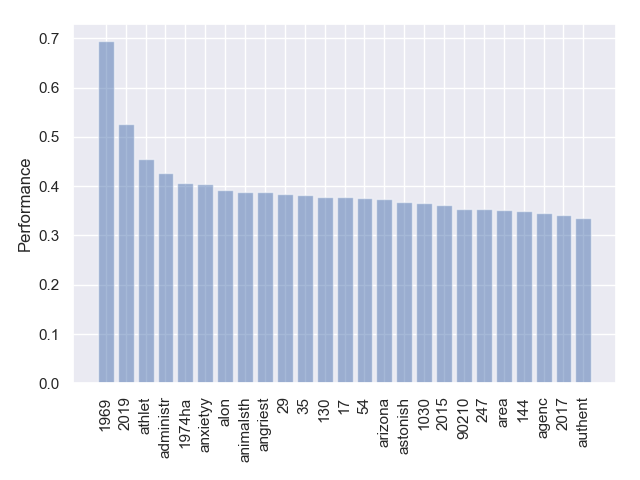 Performance
0.7
0.6
0.5
0.4
0.3
0.2
0.1
0.0
1969
2019
athlet
administr
1974ha
anxietyy
alon
animalsth
angriest
29
35
130
17
54
arizona
astonish
1030
2015
90210
247
area
144
agenc
2017
authent